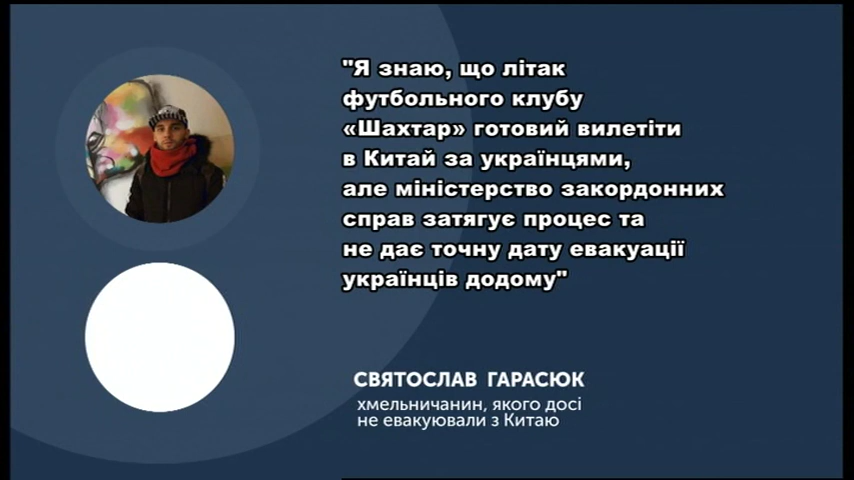 "Я знаю, що літак
футбольного клубу
«Шахтар» готовий вилетіти
в Китай за українцями,
але міністерство закордонних
справ затягує процес та
не дає точну дату евакуації
українців додому"
СВЯТОСЛАВ ГАРАСЮК
хмельничанин, якого досі
не евакуювали з Китаю